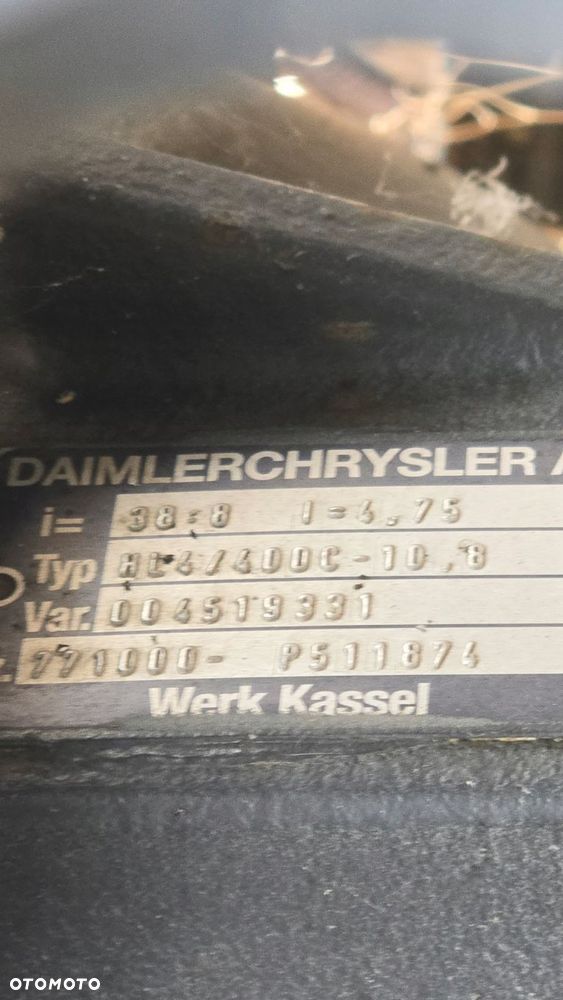 DAIMLERCHRYSLER A
i= 38:8 I=4,75
Typ HL4/400C-10,8
Var. 004519331
. 771000- P511874
Werk Kassel
OTOMOTO